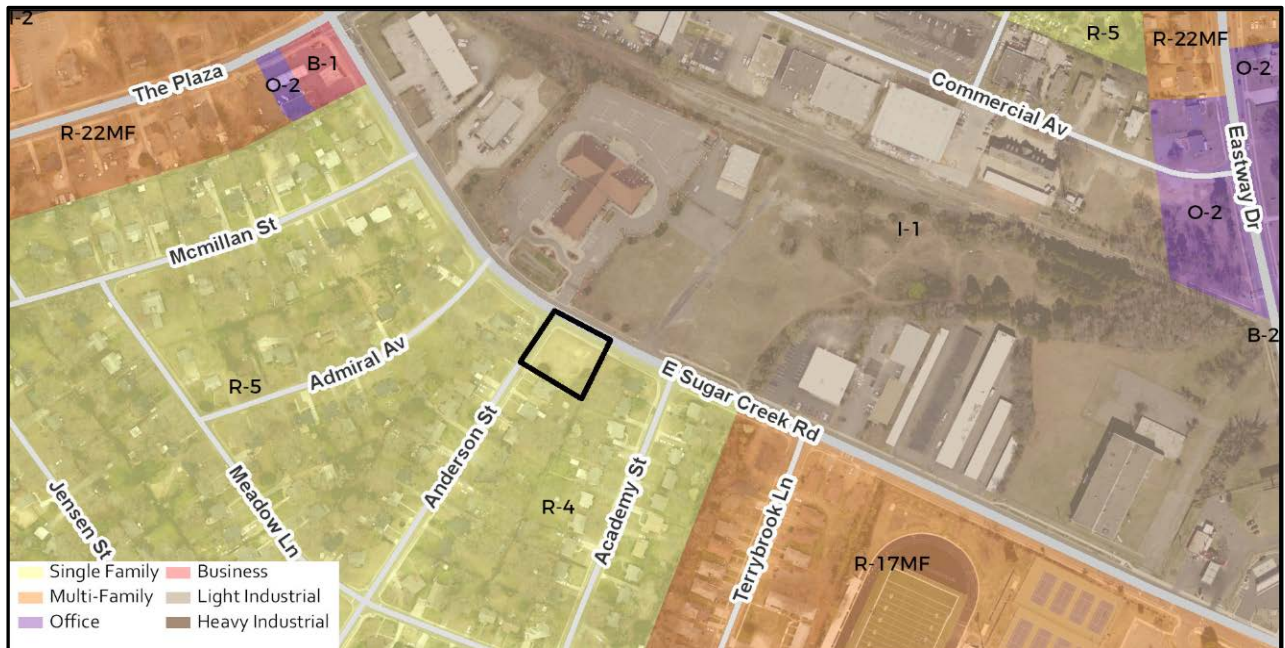 I-2
The Plaza
O-2
B-1
R-22MF
Mcmillan St
Admiral Av
R-5
Jensen St
Meadow Ln
Anderson St
R-4
Academy St
E Sugar Creek Rd
Terrybrook Ln
R-17MF
I-1
Commercial Av
R-5
R-22MF
O-2
Eastway Dr
O-2
B-2
Single Family
Business
Multi-Family
Light Industrial
Office
Heavy Industrial